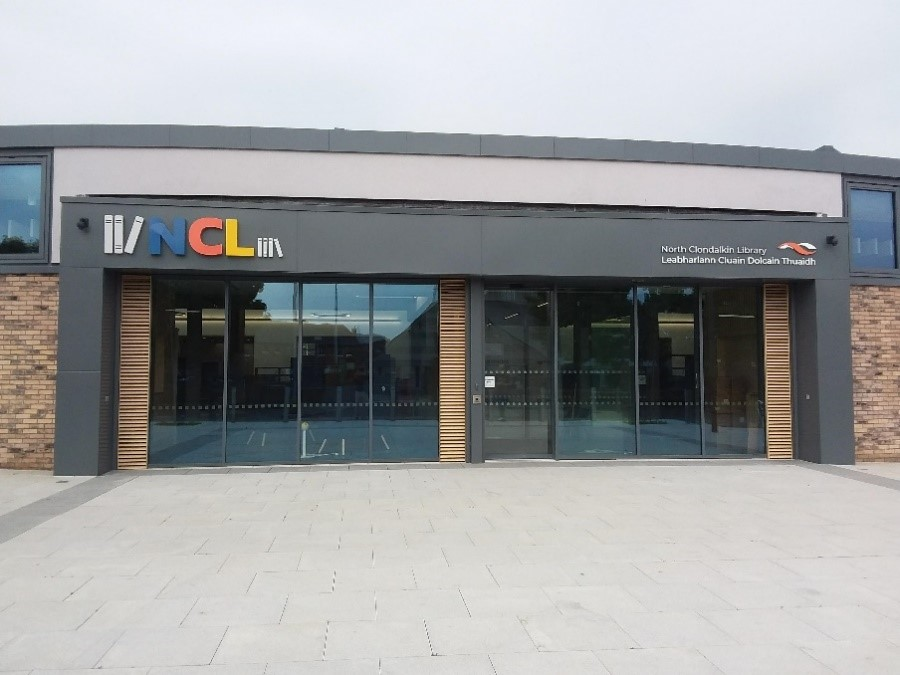 NCL
North Clondalkin Library
Leabharlann Cluain Dolcain Thuaidh